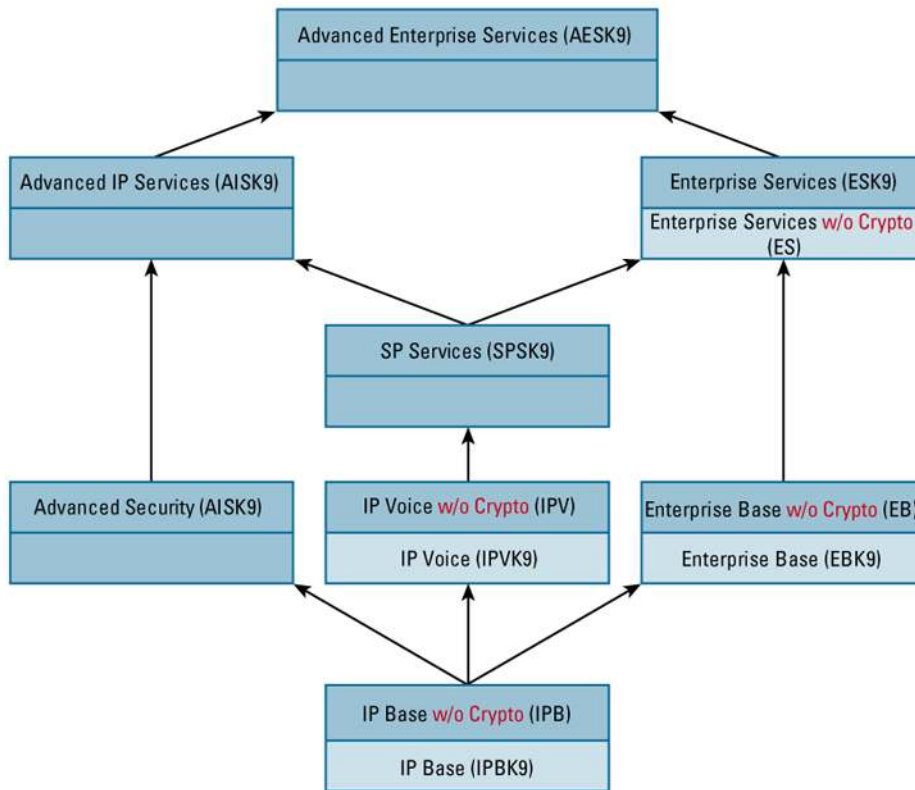 Advanced Enterprise Services (AESK9)
Advanced IP Services (AISK9)
Enterprise Services (ESK9)
Enterprise Services w/o Crypto
(ES)
SP Services (SPSK9)
Advanced Security (AISK9)
IP Voice w/o Crypto (IPV)
IP Voice (IPVK9)
Enterprise Base w/o Crypto (EB)
Enterprise Base (EBK9)
IP Base w/o Crypto (IPB)
IP Base (IPBK9)